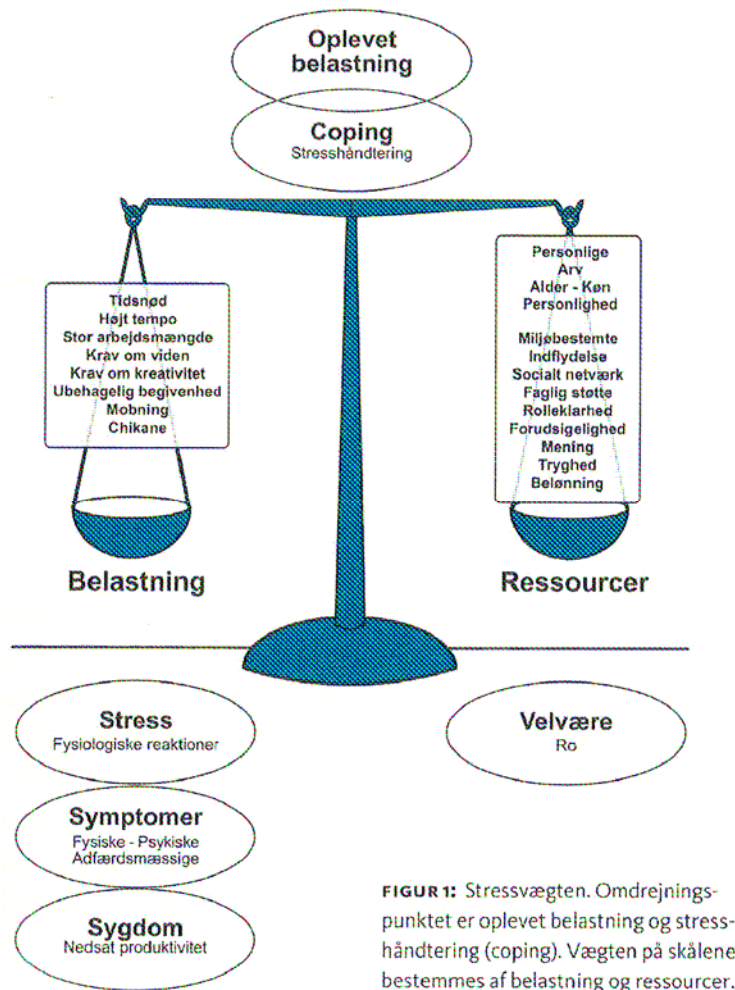 Oplevet
belastning
Coping
Stresshåndtering
Tidsnød
Højt tempo
Stor arbejdsmængde
Krav om viden
Krav om kreativitet
Ubehagelig begivenhed
Mobning
Chikane
Personlige
Arv
Alder - Køn
Personlighed
Miljøbestemte
Indflydelse
Socialt netværk
Faglig støtte
Rolleklarhed
Forudsigelighed
Mening
Tryghed
Belønning
Belastning
Ressourcer
Stress
Fysiologiske reaktioner
Velvære
Ro
Symptomer
Fysiske - Psykiske
Adfærdsmæssige
Sygdom
Nedsat produktivitet
FIGUR 1: Stressvægten. Omdrejnings-
punktet er oplevet belastning og stress-
håndtering (coping). Vægten på skålene
bestemmes af belastning og ressourcer.